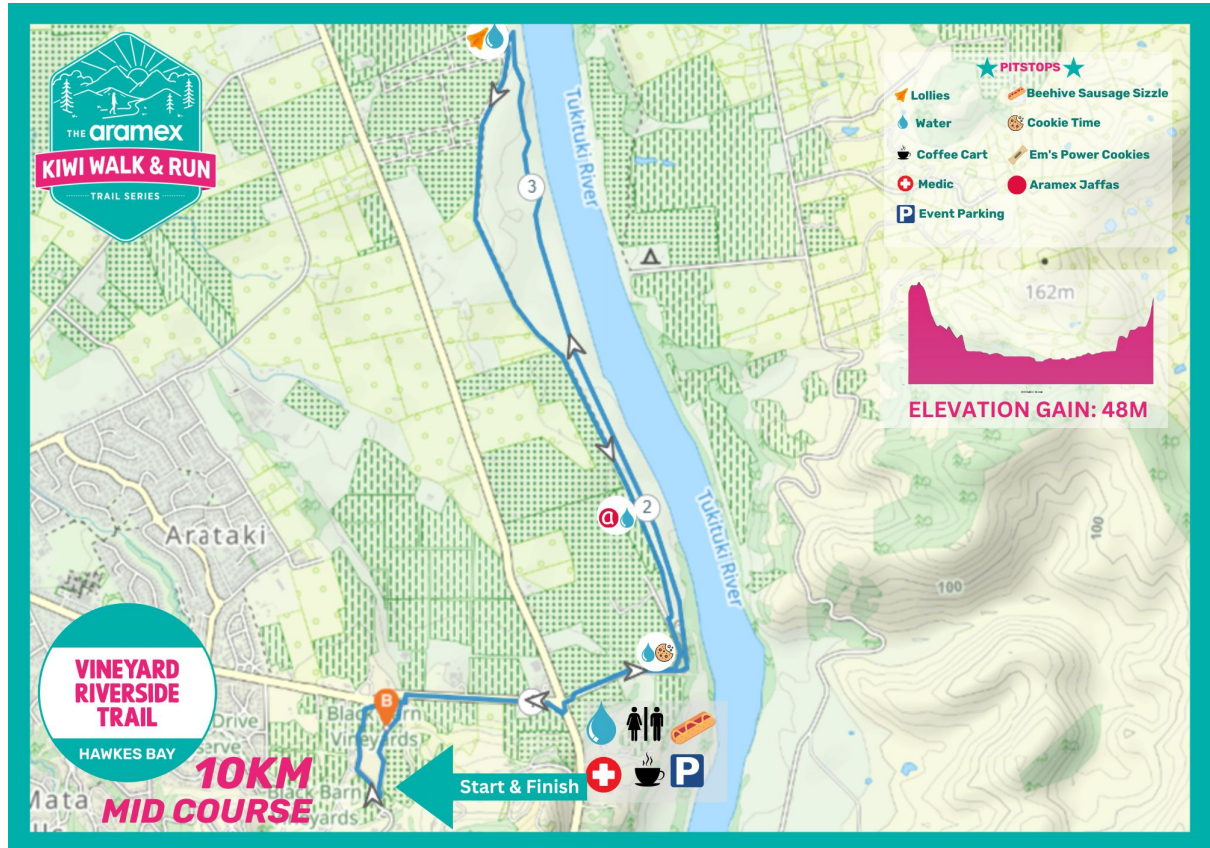 THE aramex
KIWI WALK & RUN
TRAIL SERIES
PITSTOPS
Lollies
Beehive Sausage Sizzle
Water
Cookie Time
Coffee Cart
Em's Power Cookies
Medic
Aramex Jaffas
P Event Parking
Tukituki River
3
162m
ELEVATION GAIN: 48M
2
a
Tukituki River
Arataki
100
100
VINEYARD
RIVERSIDE
TRAIL
HAWKES BAY
Drive
B
Black Barn
Vineyards
P
Start & Finish
10KM
MID COURSE
Black Barn
Mata